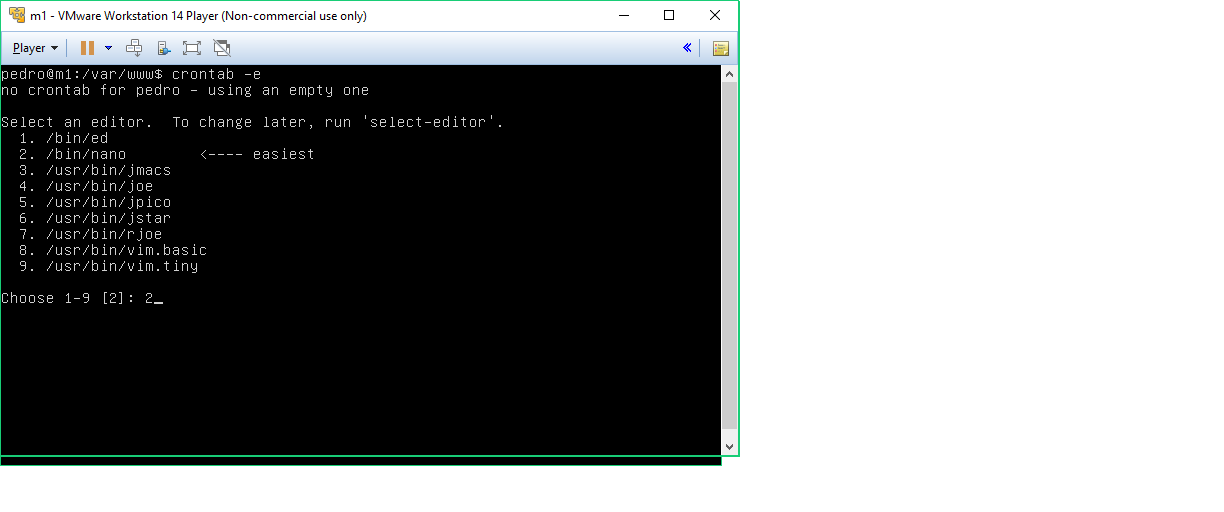 m1 - VMware Workstation 14 Player (Non-commercial use only)
Player
pedro@m1:/var/www$ crontab -e
no crontab for pedro - using an empty one
Select an editor.  To change later, run 'select-editor'.
1. /bin/ed
2. /bin/nano        <---- easiest
3. /usr/bin/jmacs
4. /usr/bin/joe
5. /usr/bin/jpico
6. /usr/bin/jstar
7. /usr/bin/rjoe
8. /usr/bin/vim.basic
9. /usr/bin/vim.tiny
Choose 1-9 [2]: 2_